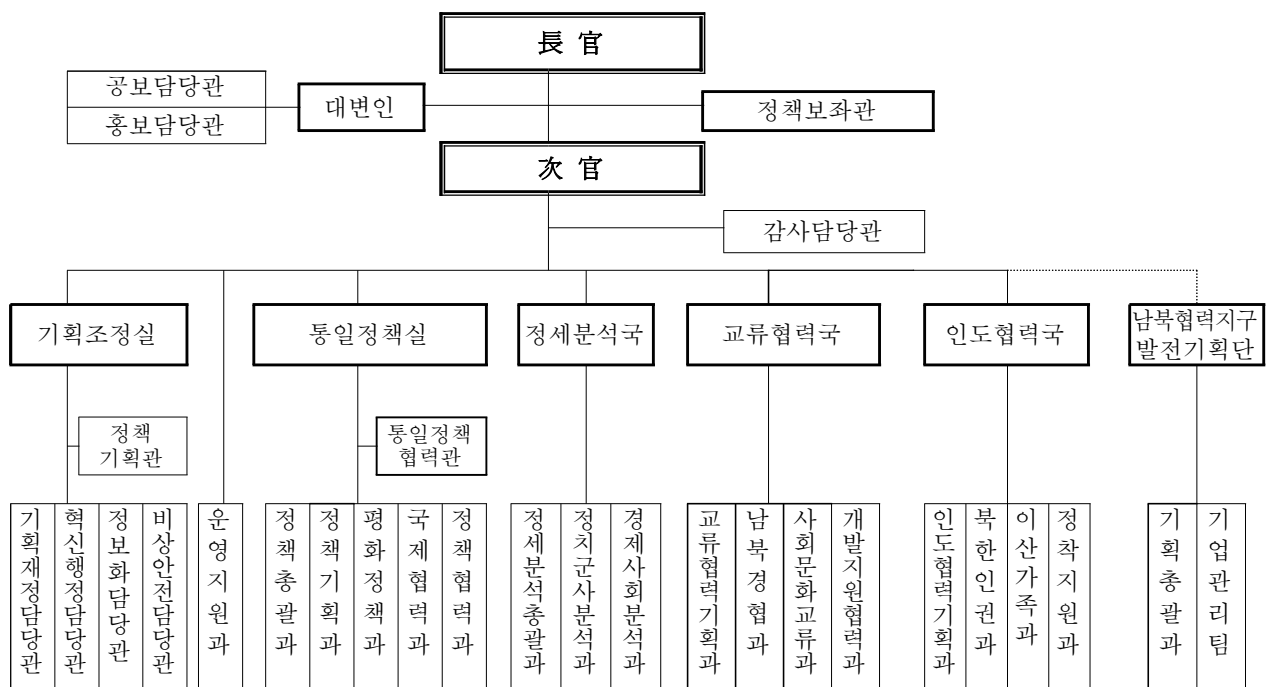 長 官
공보담당관
홍보담당관
대변인
정책보좌관
次 官
감사담당관
기획조정실
통일정책실
정세분석국
교류협력국
인도협력국
남북협력지구
발전기획단
정책
기획관
통일정책
협력관
기획재정담당관
혁신행정담당관
정보화담당관
비상안전담당관
운영지원과
정책총괄과
정책기획과
평화정책과
국제협력과
정책협력과
정세분석총괄과
정치군사분석과
경제사회분석과
교류협력기획과
남북경협과
사회문화교류과
개발지원협력과
인도협력기획과
북한인권과
이산가족과
정착지원과
기획총괄과
기업관리팀